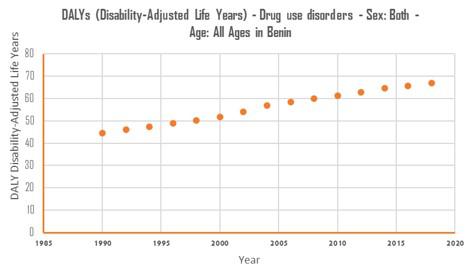 DALYs (Disability-Adjusted Life Years) - Drug use disorders - Sex: Both -
Age: All Ages in Benin
DALY Disability-Adjusted Life Years
80
70
60
50
40
30
20
10
0
1985 1990 1995 2000 2005 2010 2015 2020
Year